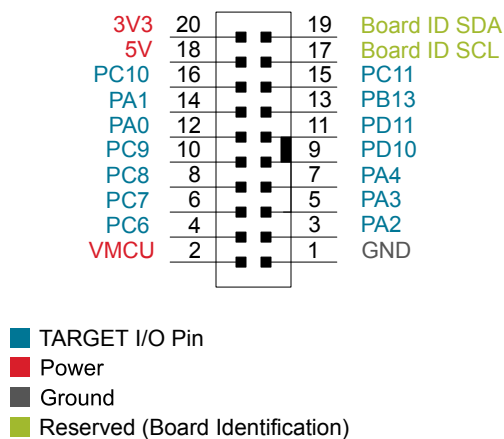 3V3 20 19 Board ID SDA
5V 18 17 Board ID SCL
PC10 16 15 PC11
PA1 14 13 PB13
PA0 12 11 PD11
PC9 10 9 PD10
PC8 8 7 PA4
PC7 6 5 PA3
PC6 4 3 PA2
VMCU 2 1 GND
TARGET I/O Pin
Power
Ground
Reserved (Board Identification)